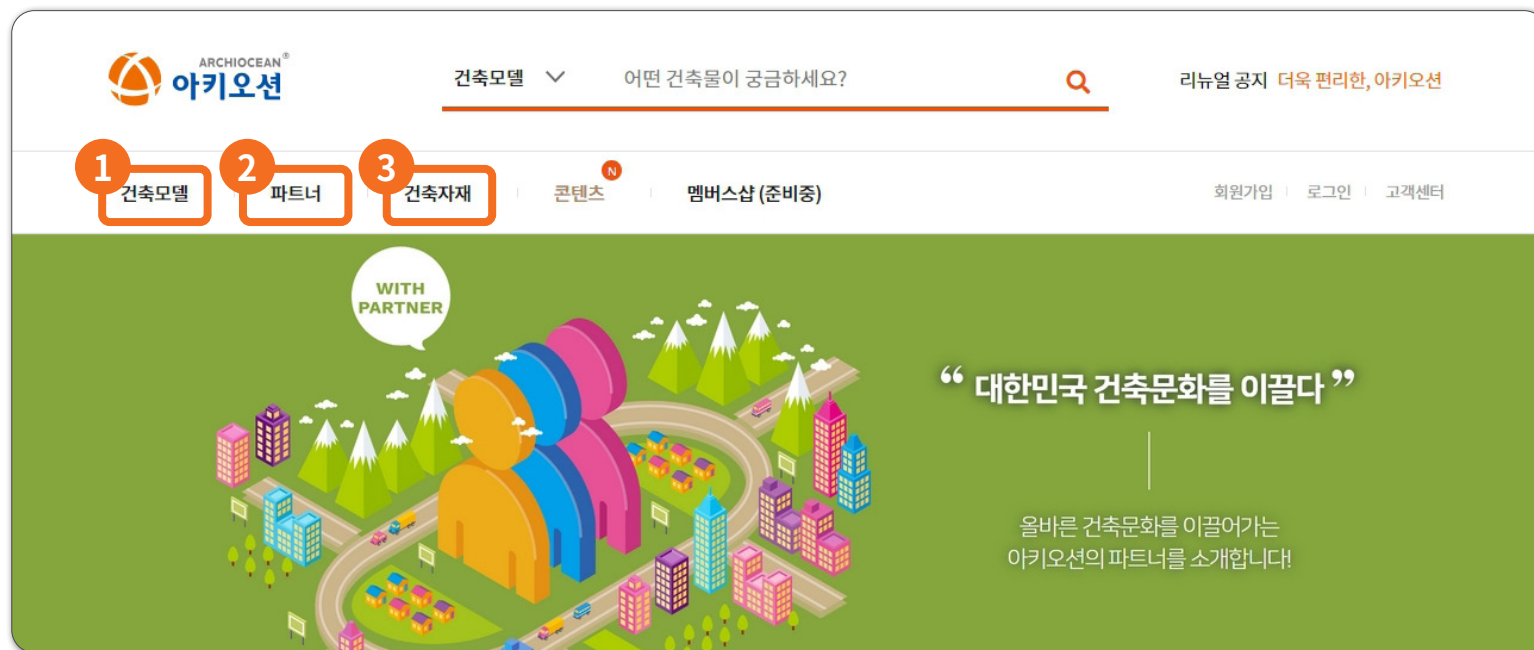 ARCHIOCEAN®
아키오션
건축모델 어떤 건축물이 궁금하세요?
리뉴얼 공지 더욱 편리한, 아키오션
1 2 3
건축모델 파트너 건축자재 콘텐츠 N 멤버스샵 (준비중) 회원가입 로그인 고객센터
WITH
PARTNER
“ 대한민국 건축문화를 이끌다 ”
올바른 건축문화를 이끌어가는
아키오션의 파트너를 소개합니다!